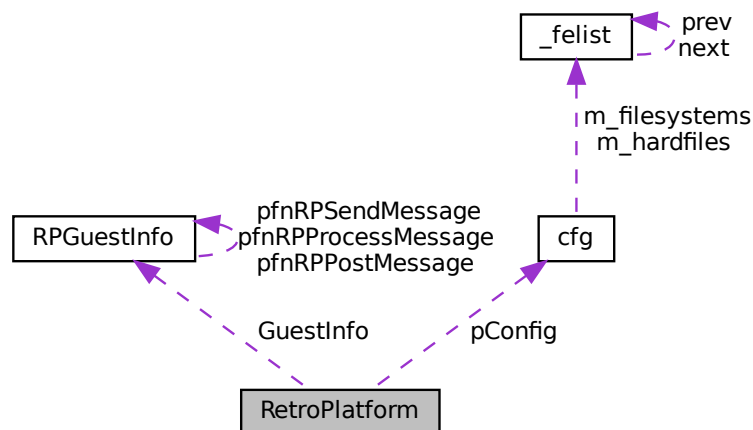 _felist
prev
next
m_filesystems
m_hardfiles
RPGuestInfo
pfnRPSendMessage
pfnRPProcessMessage
pfnRPPostMessage
cfg
GuestInfo
pConfig
RetroPlatform